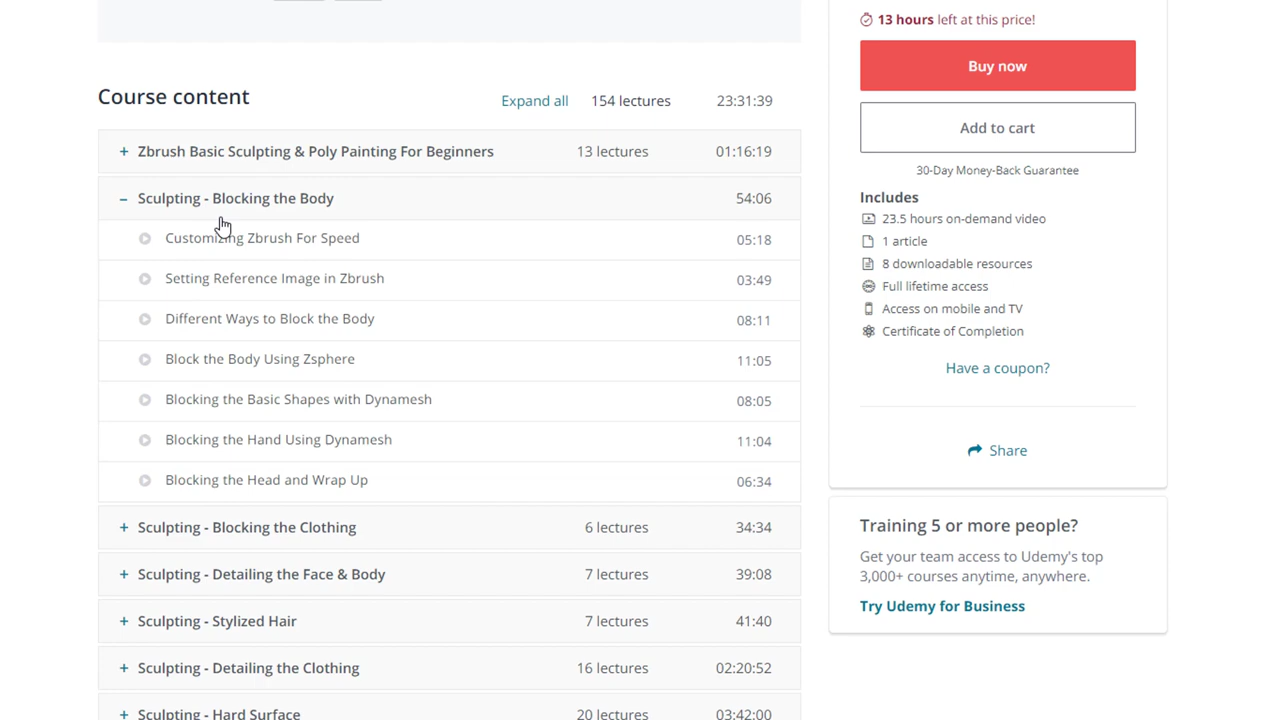 13 hours left at this price!
Buy now
Course content
Expand all 154 lectures 23:31:39
Add to cart
+ Zbrush Basic Sculpting & Poly Painting For Beginners 13 lectures 01:16:19
30-Day Money-Back Guarantee
– Sculpting - Blocking the Body 54:06
Includes
23.5 hours on-demand video
Customizing Zbrush For Speed 05:18
1 article
8 downloadable resources
Setting Reference Image in Zbrush 03:49
Full lifetime access
Access on mobile and TV
Different Ways to Block the Body 08:11
Certificate of Completion
Block the Body Using Zsphere 11:05
Have a coupon?
Blocking the Basic Shapes with Dynamesh 08:05
Blocking the Hand Using Dynamesh 11:04
Share
Blocking the Head and Wrap Up 06:34
+ Sculpting - Blocking the Clothing 6 lectures 34:34
Training 5 or more people?
Get your team access to Udemy's top
3,000+ courses anytime, anywhere.
+ Sculpting - Detailing the Face & Body 7 lectures 39:08
Try Udemy for Business
+ Sculpting - Stylized Hair 7 lectures 41:40
+ Sculpting - Detailing the Clothing 16 lectures 02:20:52
+ Sculpting - Hard Surface 20 lectures 03:42:00